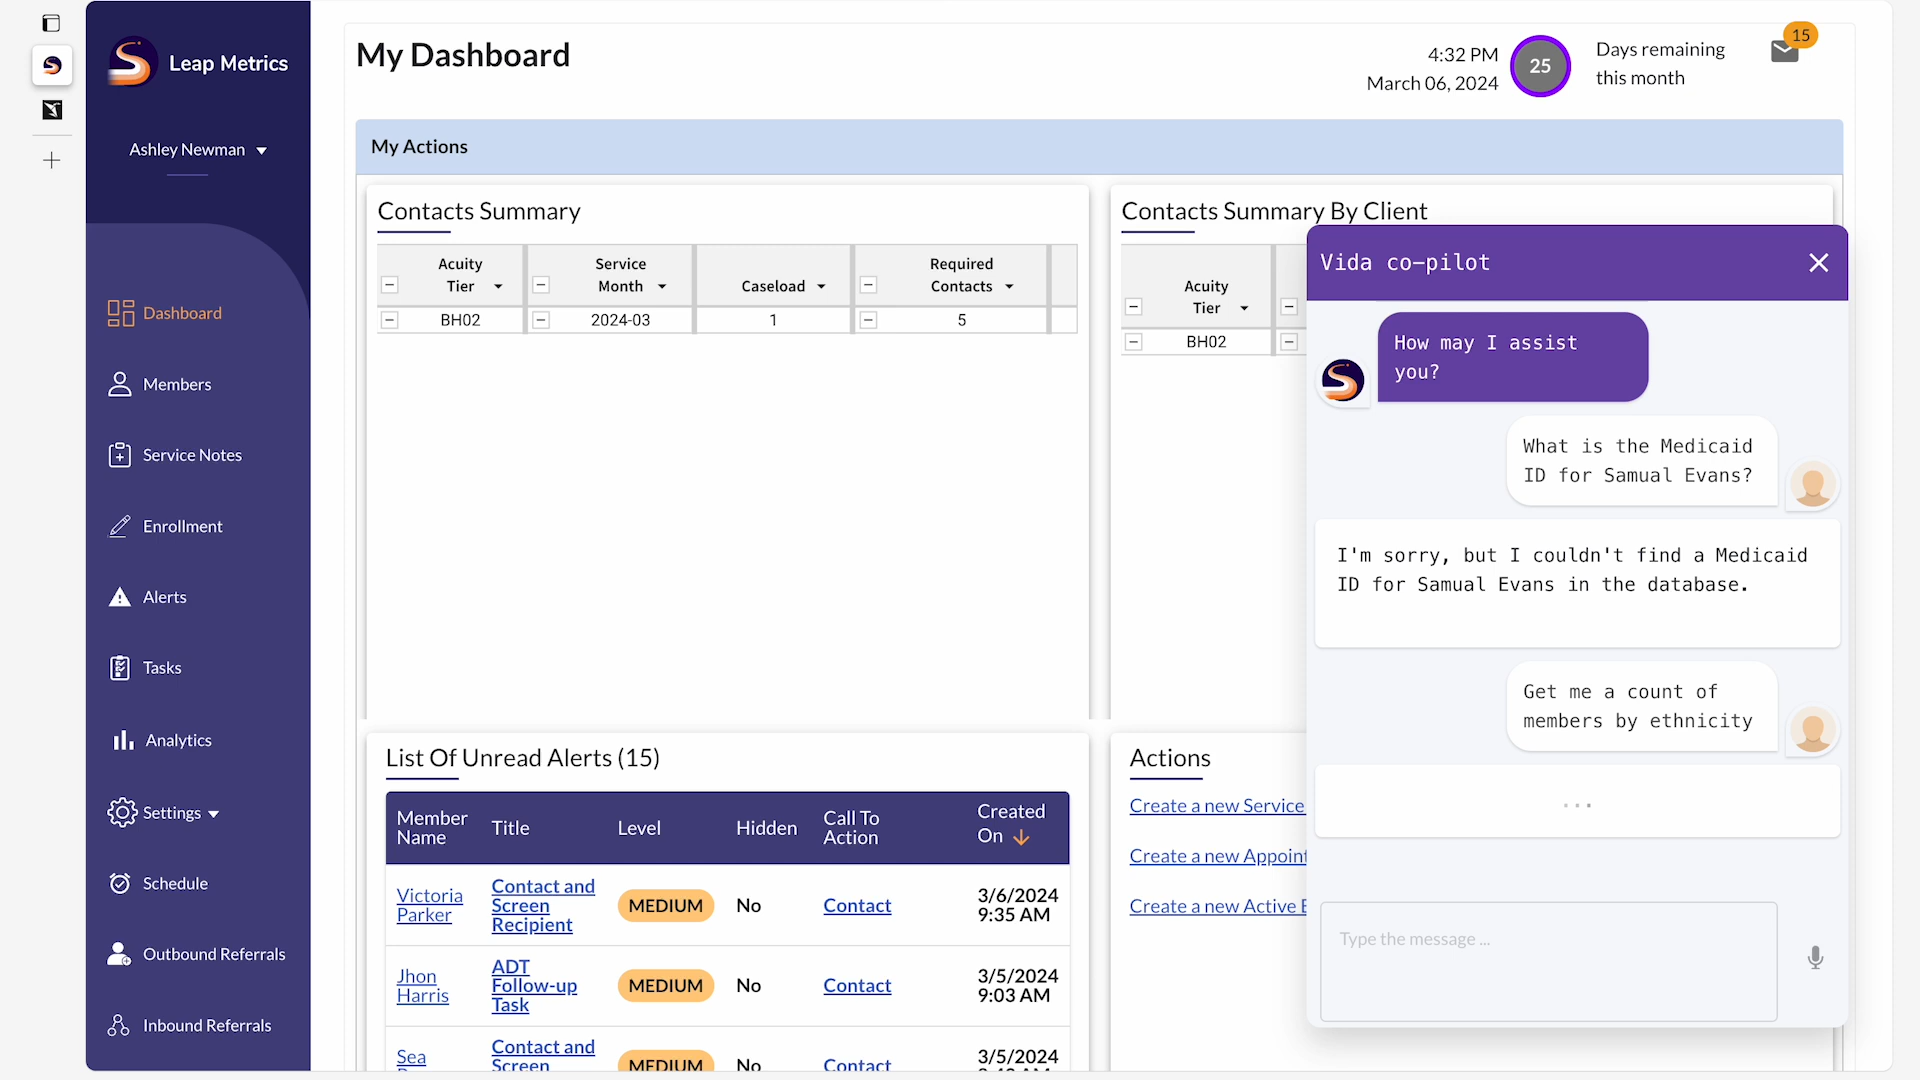 Leap Metrics
Ashley Newman
Dashboard
Members
Service Notes
Enrollment
Alerts
Tasks
Analytics
Settings
Schedule
Outbound Referrals
Inbound Referrals
My Dashboard
4:32 PM
March 06, 2024
25
Days remaining
this month
15
My Actions
Contacts Summary
Acuity
Tier
Service
Month
Caseload
Required
Contacts
BH02
2024-03
1
5
Contacts Summary By Client
Acuity
Tier
BH02
List Of Unread Alerts (15)
Member
Name
Title
Level
Hidden
Call To
Action
Created
On
Victoria
Parker
Contact and
Screen
Recipient
MEDIUM
No
Contact
3/6/2024
9:35 AM
Jhon
Harris
ADT
Follow-up
Task
MEDIUM
No
Contact
3/5/2024
9:03 AM
Sea
Contact and
Screen
MEDIUM
No
Contact
3/5/2024
Actions
Create a new Service
Create a new Appoint
Create a new Active
Vida co-pilot
How may I assist
you?
What is the Medicaid
ID for Samual Evans?
I'm sorry, but I couldn't find a Medicaid
ID for Samual Evans in the database.
Get me a count of
members by ethnicity
...
Type the message ...